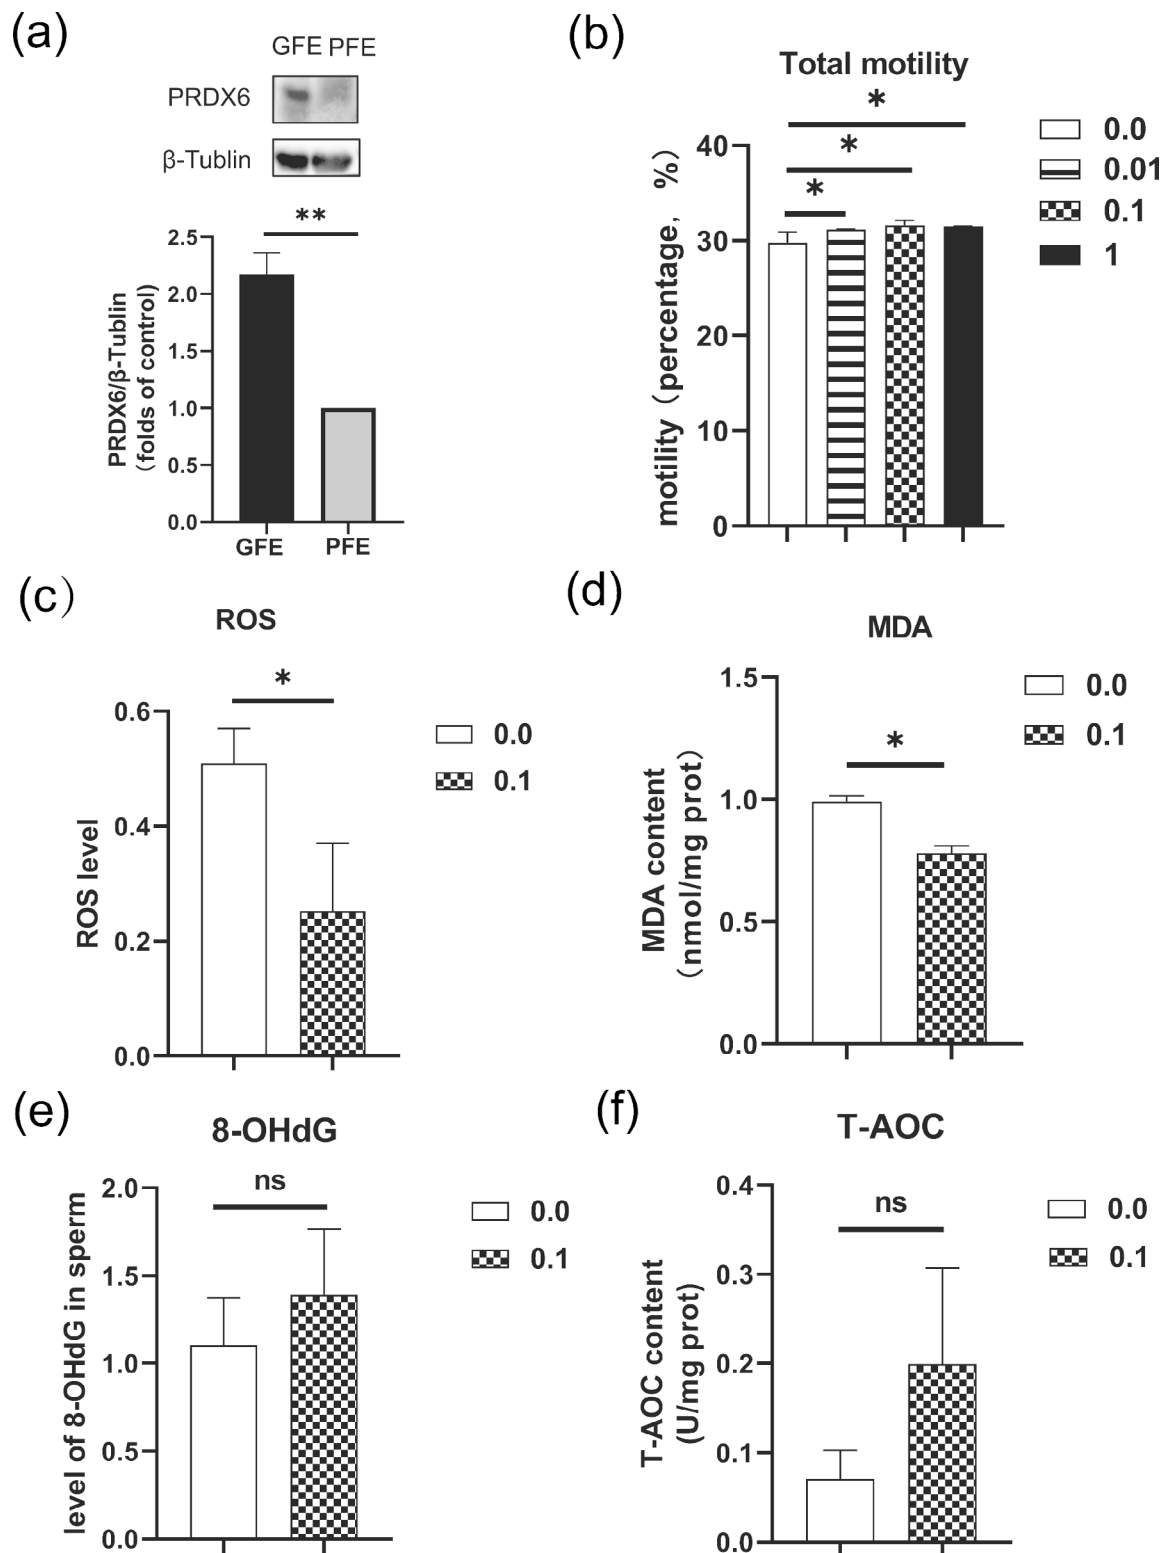 (a)
GFE PFE
PRDX6
β-Tublin
**
PRDX6/β-Tublin
(folds of control)
2.5
2.0
1.5
1.0
0.5
0.0
GFE
PFE
(b)
Total motility
*
*
*
motility (percentage, %)
40
30
20
10
0
0.0
0.01
0.1
1
(c)
ROS
*
ROS level
0.6
0.4
0.2
0.0
0.0
0.1
(d)
MDA
*
MDA content
(nmol/mg prot)
1.5
1.0
0.5
0.0
0.0
0.1
(e)
8-OHdG
ns
level of 8-OHdG in sperm
2.0
1.5
1.0
0.5
0.0
0.0
0.1
(f)
T-AOC
ns
T-AOC content
(U/mg prot)
0.4
0.3
0.2
0.1
0.0
0.0
0.1